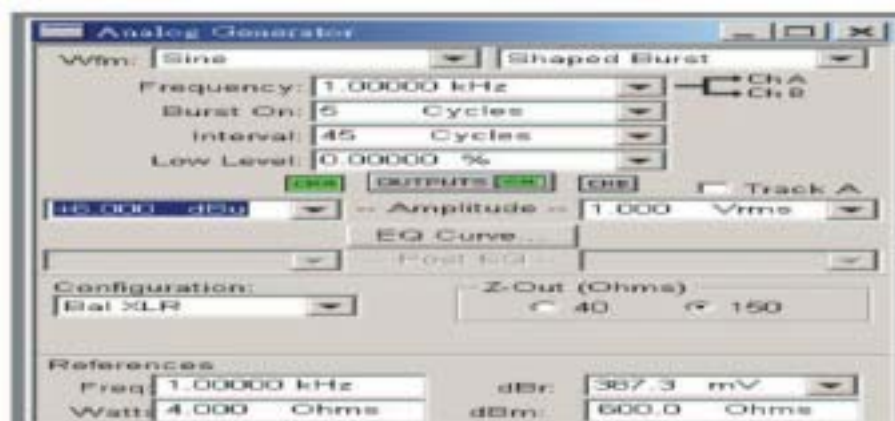 Analog Generator
Wfm: Sine Shaped Burst
Frequency: 1.00000 kHz Ch A
Ch B
Burst On: 5 Cycles
Interval: 45 Cycles
Low Level: 0.00000 %
CHA OUTPUTS ON CHB Track A
+6.000 dBu -- Amplitude -- 1.000 Vrms
EQ Curve...
-- Post EQ --
Configuration: Z-Out (Ohms)
Bal XLR 40 150
References
Freq: 1.00000 kHz dBr: 387.3 mV
Watts: 4.000 Ohms dBm: 600.0 Ohms